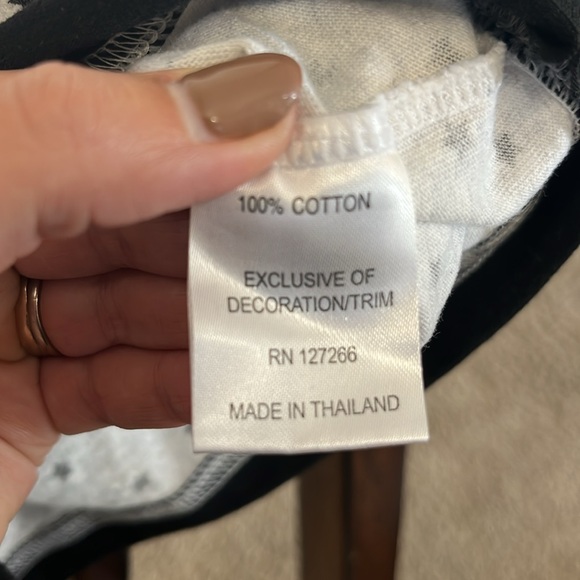 100% COTTON
EXCLUSIVE OF
DECORATION/TRIM
RN 127266
MADE IN THAILAND